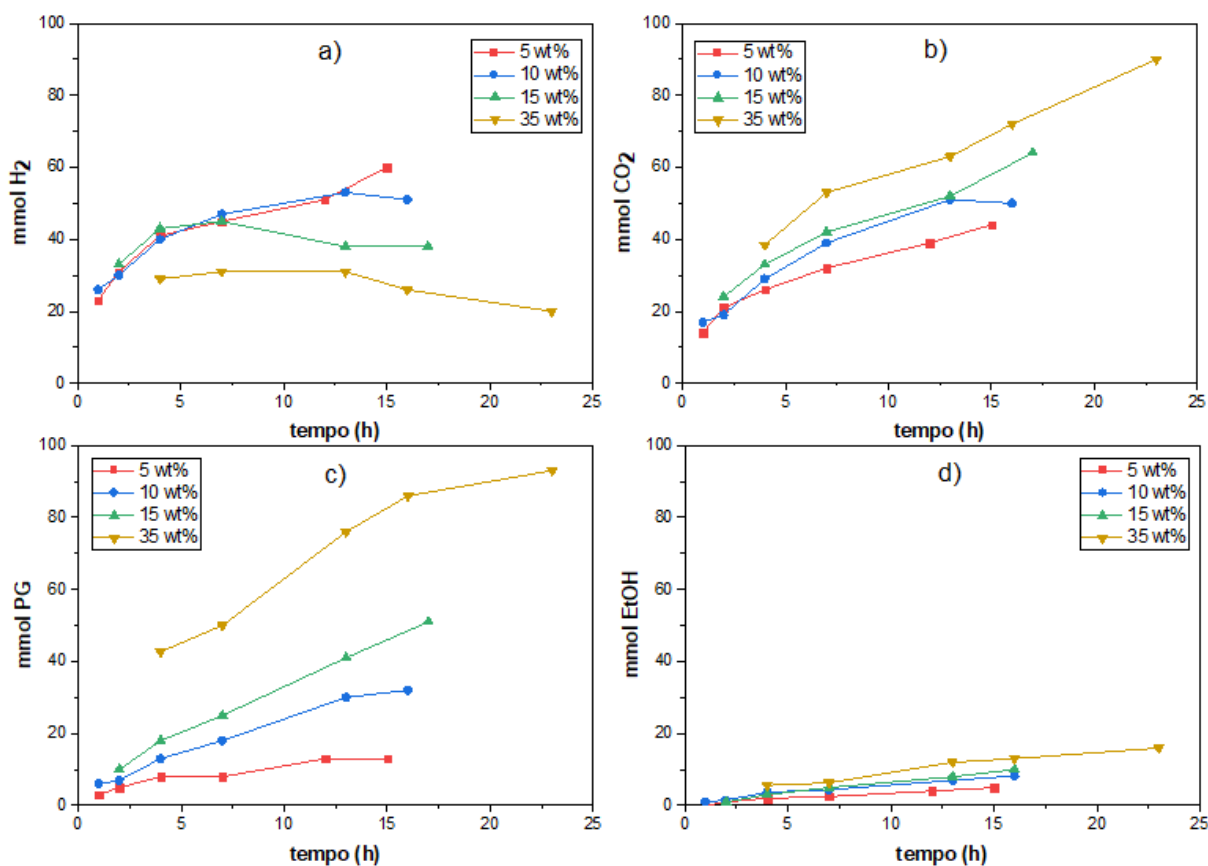 a)
5 wt%
10 wt%
15 wt%
35 wt%
mmol H2
100
80
60
40
20
0
0 5 10 15 20 25
tempo (h)
b)
5 wt%
10 wt%
15 wt%
35 wt%
mmol CO2
100
80
60
40
20
0
0 5 10 15 20 25
tempo (h)
c)
5 wt%
10 wt%
15 wt%
35 wt%
mmol PG
100
80
60
40
20
0
0 5 10 15 20 25
tempo (h)
d)
5 wt%
10 wt%
15 wt%
35 wt%
mmol EtOH
100
80
60
40
20
0
0 5 10 15 20 25
tempo (h)